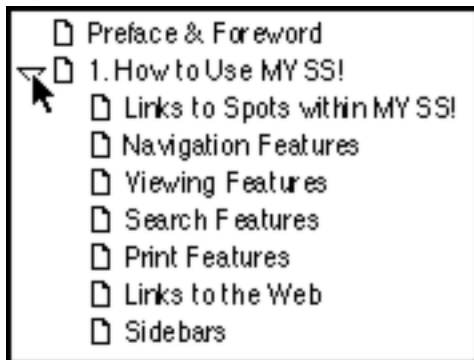 Preface & Foreword
1. How to Use MY SS!
Links to Spots within MY SS!
Navigation Features
Viewing Features
Search Features
Print Features
Links to the Web
Sidebars